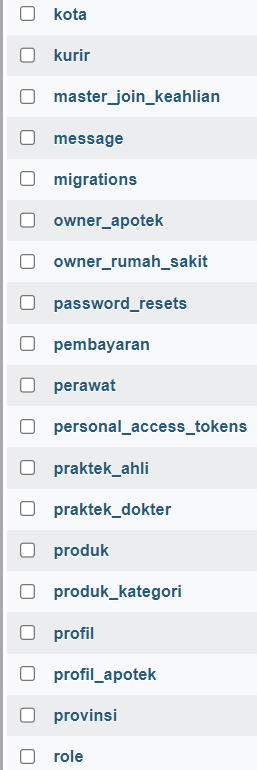 kota
kurir
master_join_keahlian
message
migrations
owner_apotek
owner_rumah_sakit
password_resets
pembayaran
perawat
personal_access_tokens
praktek_ahli
praktek_dokter
produk
produk_kategori
profil
profil_apotek
provinsi
role